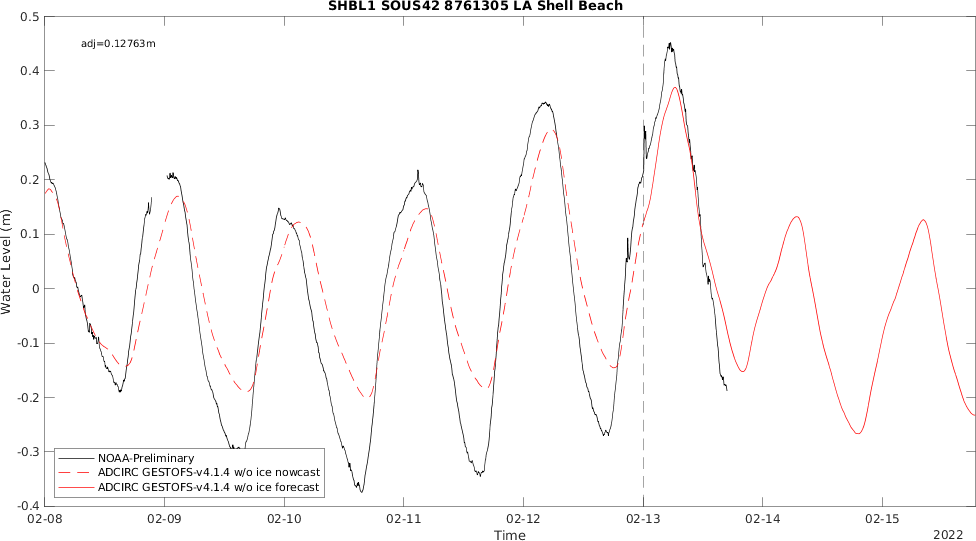 SHBL1 SOUS42 8761305 LA Shell Beach
adj=0.12763m
Water Level (m)
0.5
0.4
0.3
0.2
0.1
0
-0.1
-0.2
-0.3
-0.4
NOAA-Preliminary
ADCIRC GESTOFS-v4.1.4 w/o ice nowcast
ADCIRC GESTOFS-v4.1.4 w/o ice forecast
02-08 02-09 02-10 02-11 02-12 02-13 02-14 02-15
Time
2022